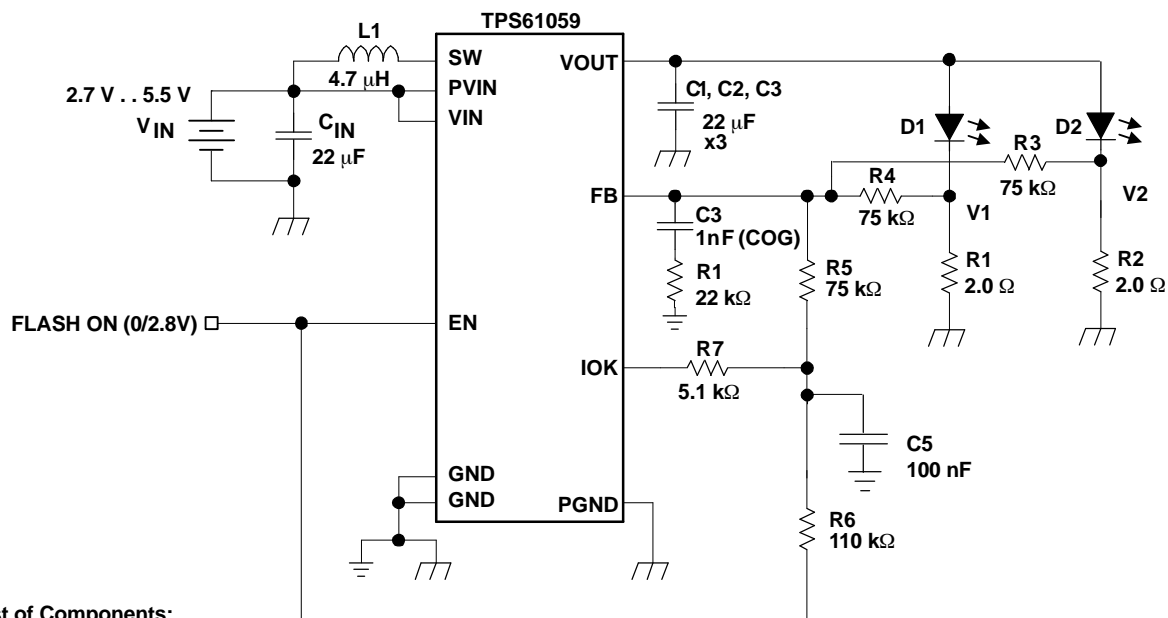 TPS61059
L1
4.7 μH
SW
PVIN
VIN
2.7 V . . 5.5 V
V IN
C IN
22 μF
VOUT
C1, C2, C3
22 μF
x3
D1
D2
R3
75 kΩ
R4
75 kΩ
V1
V2
FB
C3
1nF (COG)
R1
22 kΩ
R5
75 kΩ
R1
2.0 Ω
R2
2.0 Ω
FLASH ON (0/2.8V)
EN
IOK
R7
5.1 kΩ
C5
100 nF
GND
GND
PGND
R6
110 kΩ
st of Components: